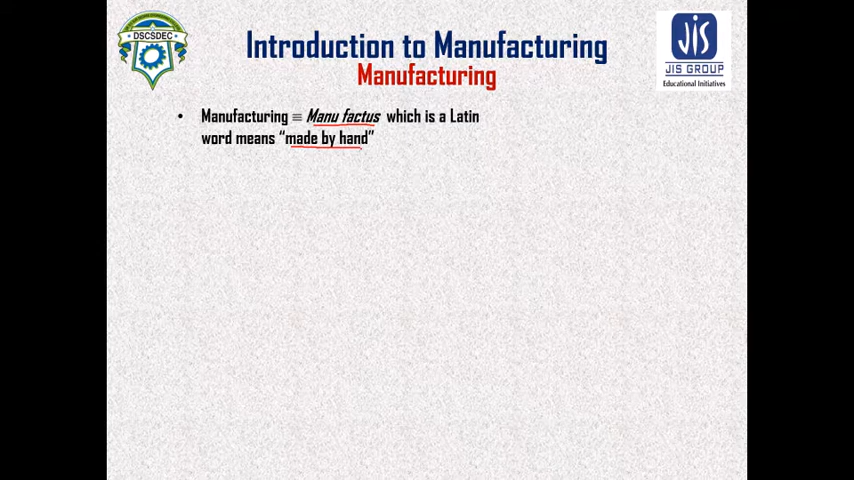 DSCSDEC
Introduction to Manufacturing
Manufacturing
JIS
JIS GROUP
Educational Initiatives
• Manufacturing ≡ Manu factus which is a Latin
word means “made by hand”